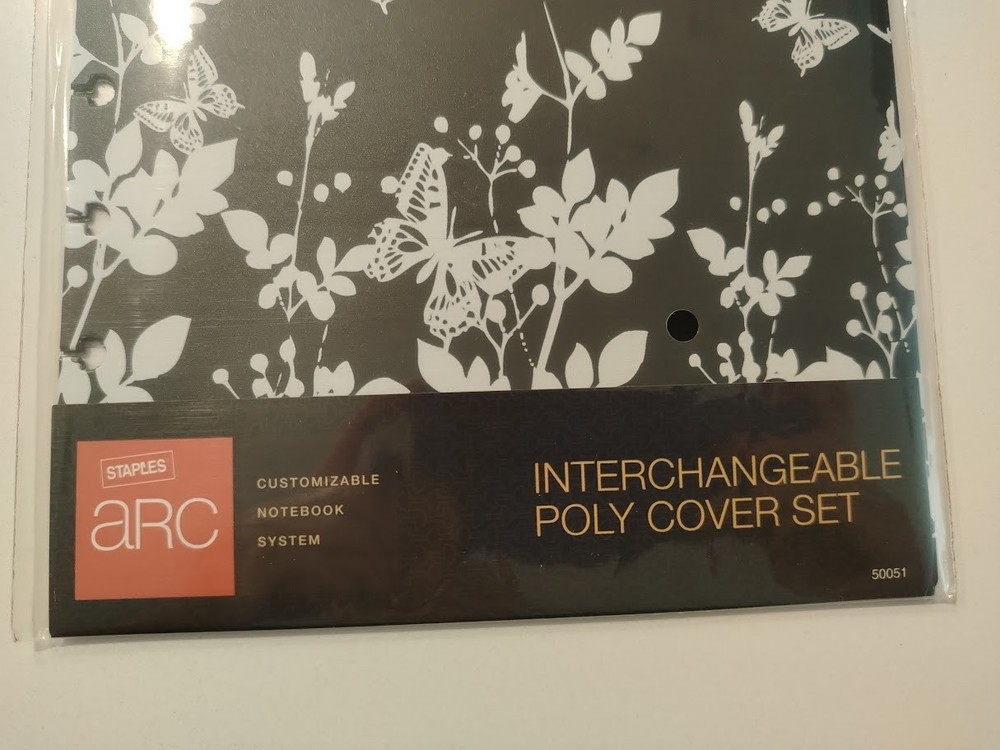 STAPLES
aRC
CUSTOMIZABLE
NOTEBOOK
SYSTEM
INTERCHANGEABLE
POLY COVER SET
50051